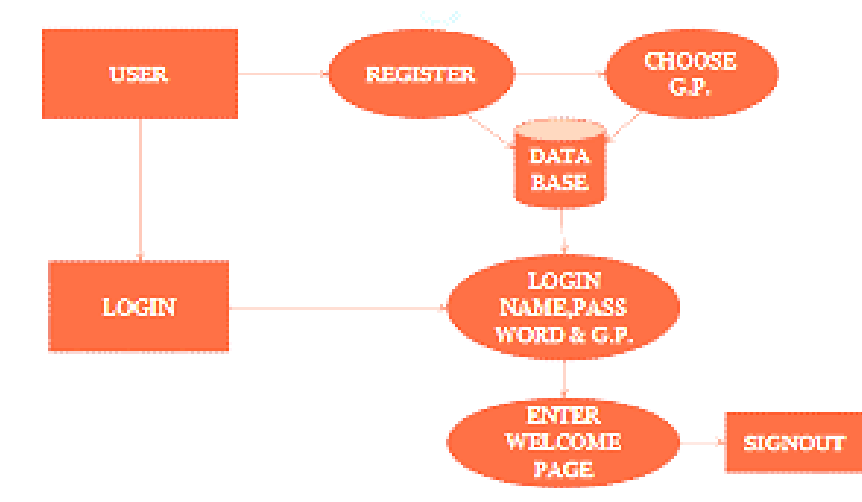 USER
REGISTER
CHOOSE
G.P.
DATA
BASE
LOGIN
LOGIN
NAME,PASS
WORD & G.P.
ENTER
WELCOME
PAGE
SIGNOUT